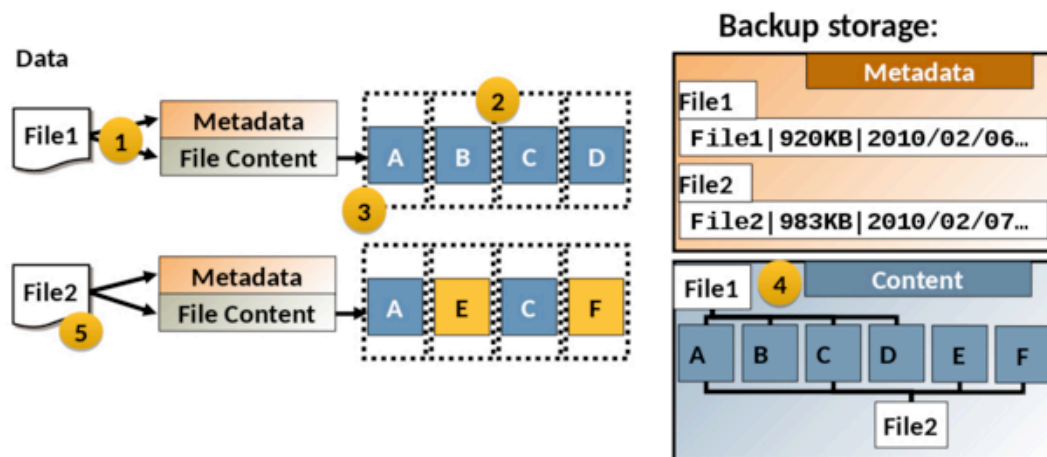 Backup storage:
Data
File1
1
Metadata
File Content
2
A B C D
3
File2
5
Metadata
File Content
A E C F
Metadata
File1
File1|920KB|2010/02/06…
File2
File2|983KB|2010/02/07…
File1
4
Content
A B C D E F
File2